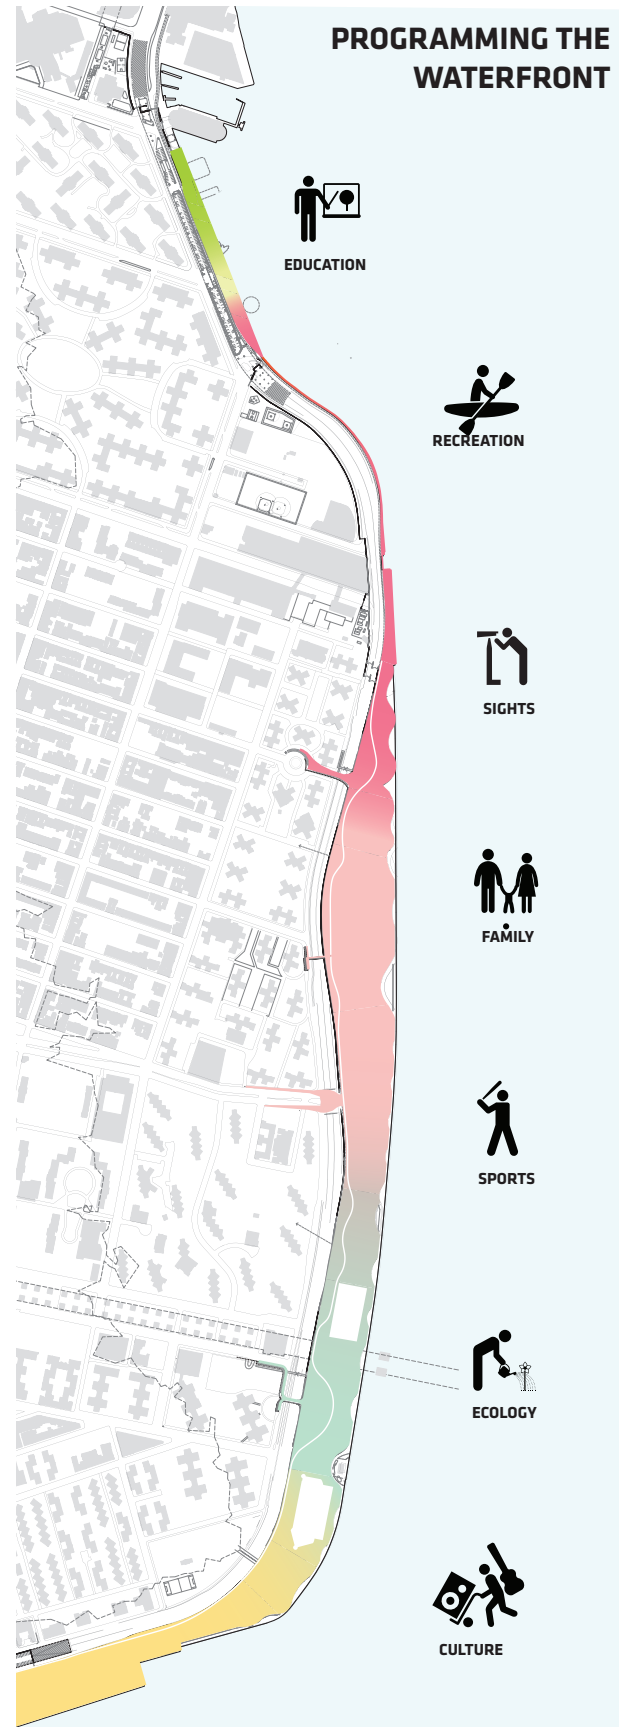 PROGRAMMING THE
WATERFRONT
EDUCATION
RECREATION
SIGHTS
FAMILY
SPORTS
ECOLOGY
CULTURE